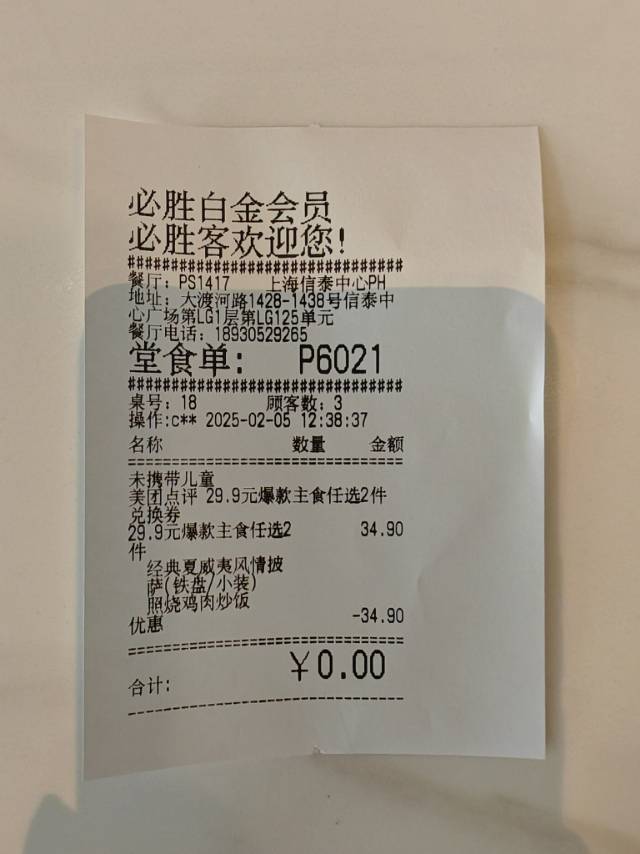 必胜白金会员
必胜客欢迎您!
##################################
餐厅: PS1417 上海信泰中心PH
地址: 大渡河路1428-1438号信泰中
心广场第LG1层第LG125单元
餐厅电话: 18930529265
堂食单: P6021
##################################
桌号: 18 顾客数: 3
操作:c** 2025-02-05 12:38:37
名称 数量 金额
==================================
未携带儿童
美团点评 29.9元爆款主食任选2件
兑换券
29.9元爆款主食任选2 34.90
件
经典夏威夷风情披
萨(铁盘/小装)
照烧鸡肉炒饭
优惠 -34.90
==================================
¥0.00
合计:
----------------------------------